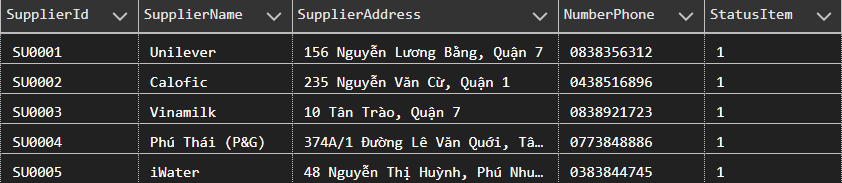 SupplierId SupplierName SupplierAddress NumberPhone StatusItem
SU0001 Unilever 156 Nguyễn Lương Bằng, Quận 7 0838356312 1
SU0002 Calofic 235 Nguyễn Văn Cừ, Quận 1 0438516896 1
SU0003 Vinamilk 10 Tân Trào, Quận 7 0838921723 1
SU0004 Phú Thái (P&G) 374A/1 Đường Lê Văn Quới, Tâ… 0773848886 1
SU0005 iWater 48 Nguyễn Thị Huỳnh, Phú Nhu… 0383844745 1